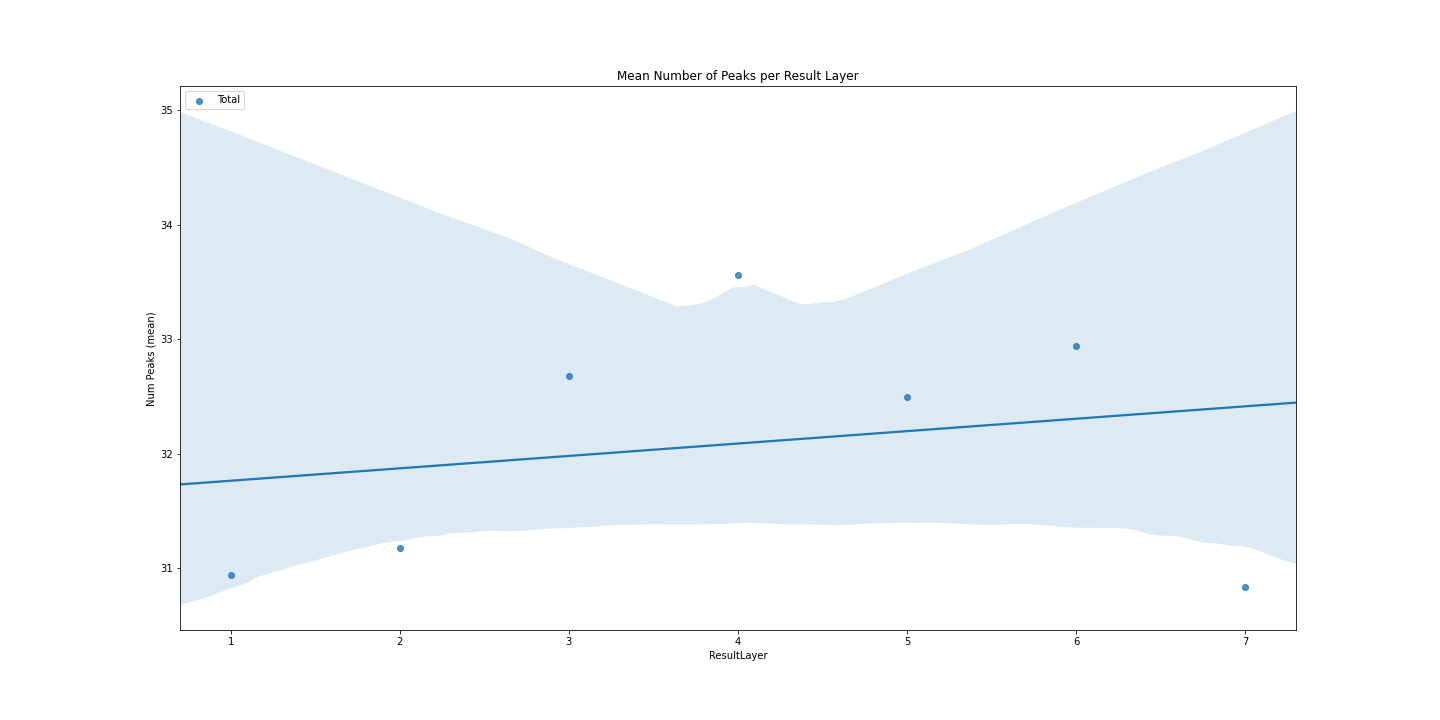 Mean Number of Peaks per Result Layer
Total
35
34
33
32
31
Num Peaks (mean)
1 2 3 4 5 6 7
ResultLayer